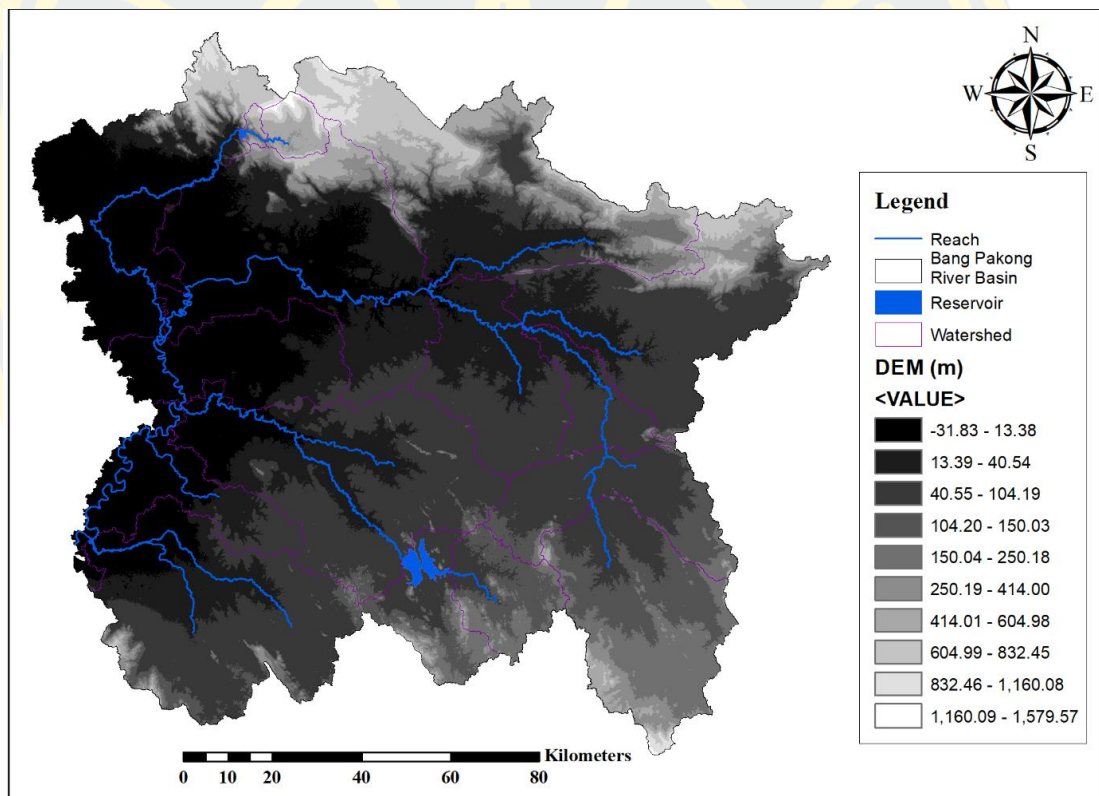 N
W E
S
Legend
Reach
Bang Pakong
River Basin
Reservoir
Watershed
DEM (m)
<VALUE>
-31.83 - 13.38
13.39 - 40.54
40.55 - 104.19
104.20 - 150.03
150.04 - 250.18
250.19 - 414.00
414.01 - 604.98
604.99 - 832.45
832.46 - 1,160.08
1,160.09 - 1,579.57
Kilometers
0 10 20 40 60 80